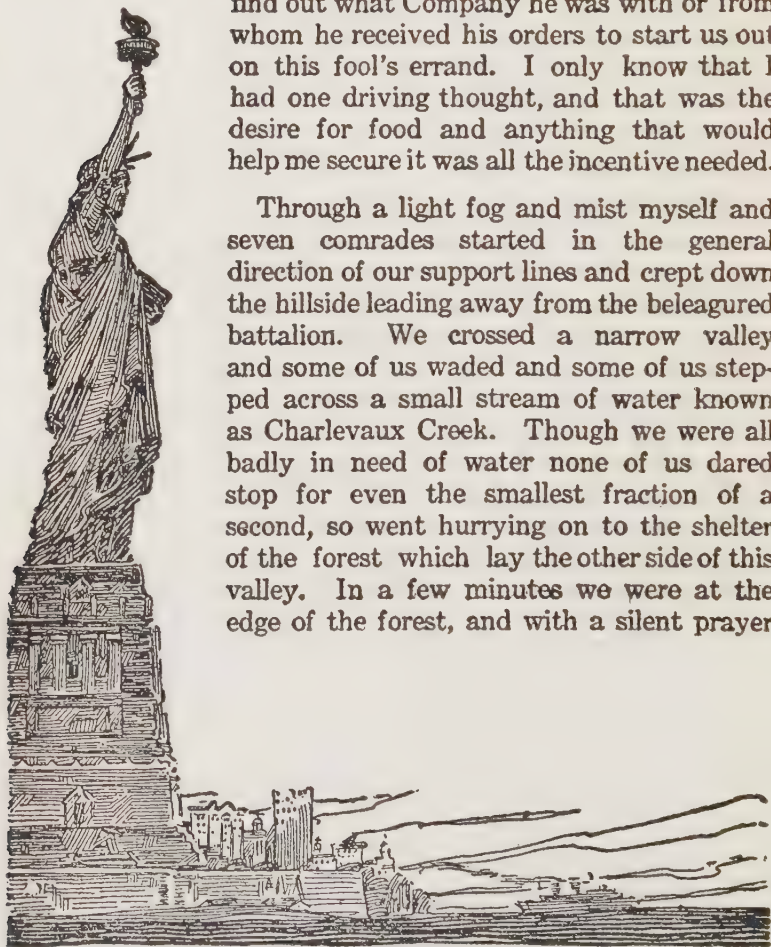 find out what Company he was with or from
whom he received his orders to start us out
on this fool's errand. I only know that I
had one driving thought, and that was the
desire for food and anything that would
help me secure it was all the incentive needed.
Through a light fog and mist myself and
seven comrades started in the general
direction of our support lines and crept down
the hillside leading away from the beleagured
battalion. We crossed a narrow valley
and some of us waded and some of us step-
ped across a small stream of water known
as Charlevaux Creek. Though we were all
badly in need of water none of us dared
stop for even the smallest fraction of a
second, so went hurrying on to the shelter
of the forest which lay the other side of this
valley. In a few minutes we were at the
edge of the forest, and with a silent prayer